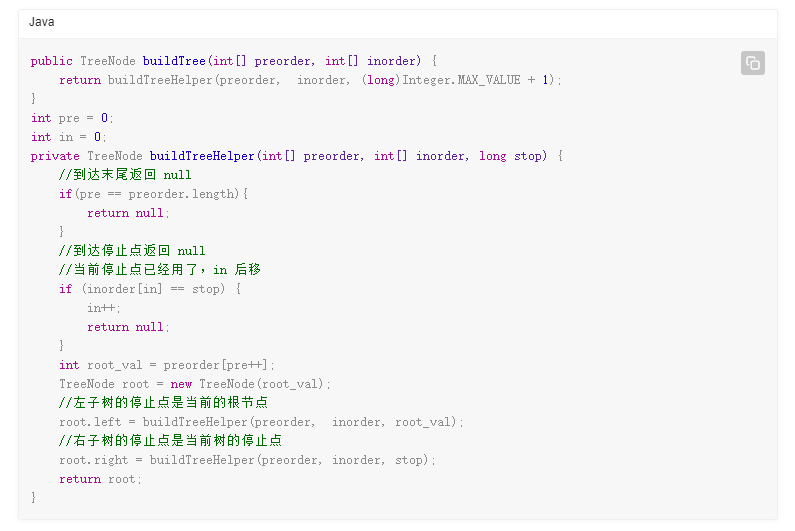 Java
public TreeNode buildTree(int[] preorder, int[] inorder) {
    return buildTreeHelper(preorder,  inorder, (long)Integer.MAX_VALUE + 1);
}
int pre = 0;
int in = 0;
private TreeNode buildTreeHelper(int[] preorder, int[] inorder, long stop) {
    //到达末尾返回 null
    if(pre == preorder.length){
        return null;
    }
    //到达停止点返回 null
    //当前停止点已经用了，in 后移
    if (inorder[in] == stop) {
        in++;
        return null;
    }
    int root_val = preorder[pre++];
    TreeNode root = new TreeNode(root_val);
    //左子树的停止点是当前的根节点
    root.left = buildTreeHelper(preorder,  inorder, root_val);
    //右子树的停止点是当前树的停止点
    root.right = buildTreeHelper(preorder, inorder, stop);
    return root;
}